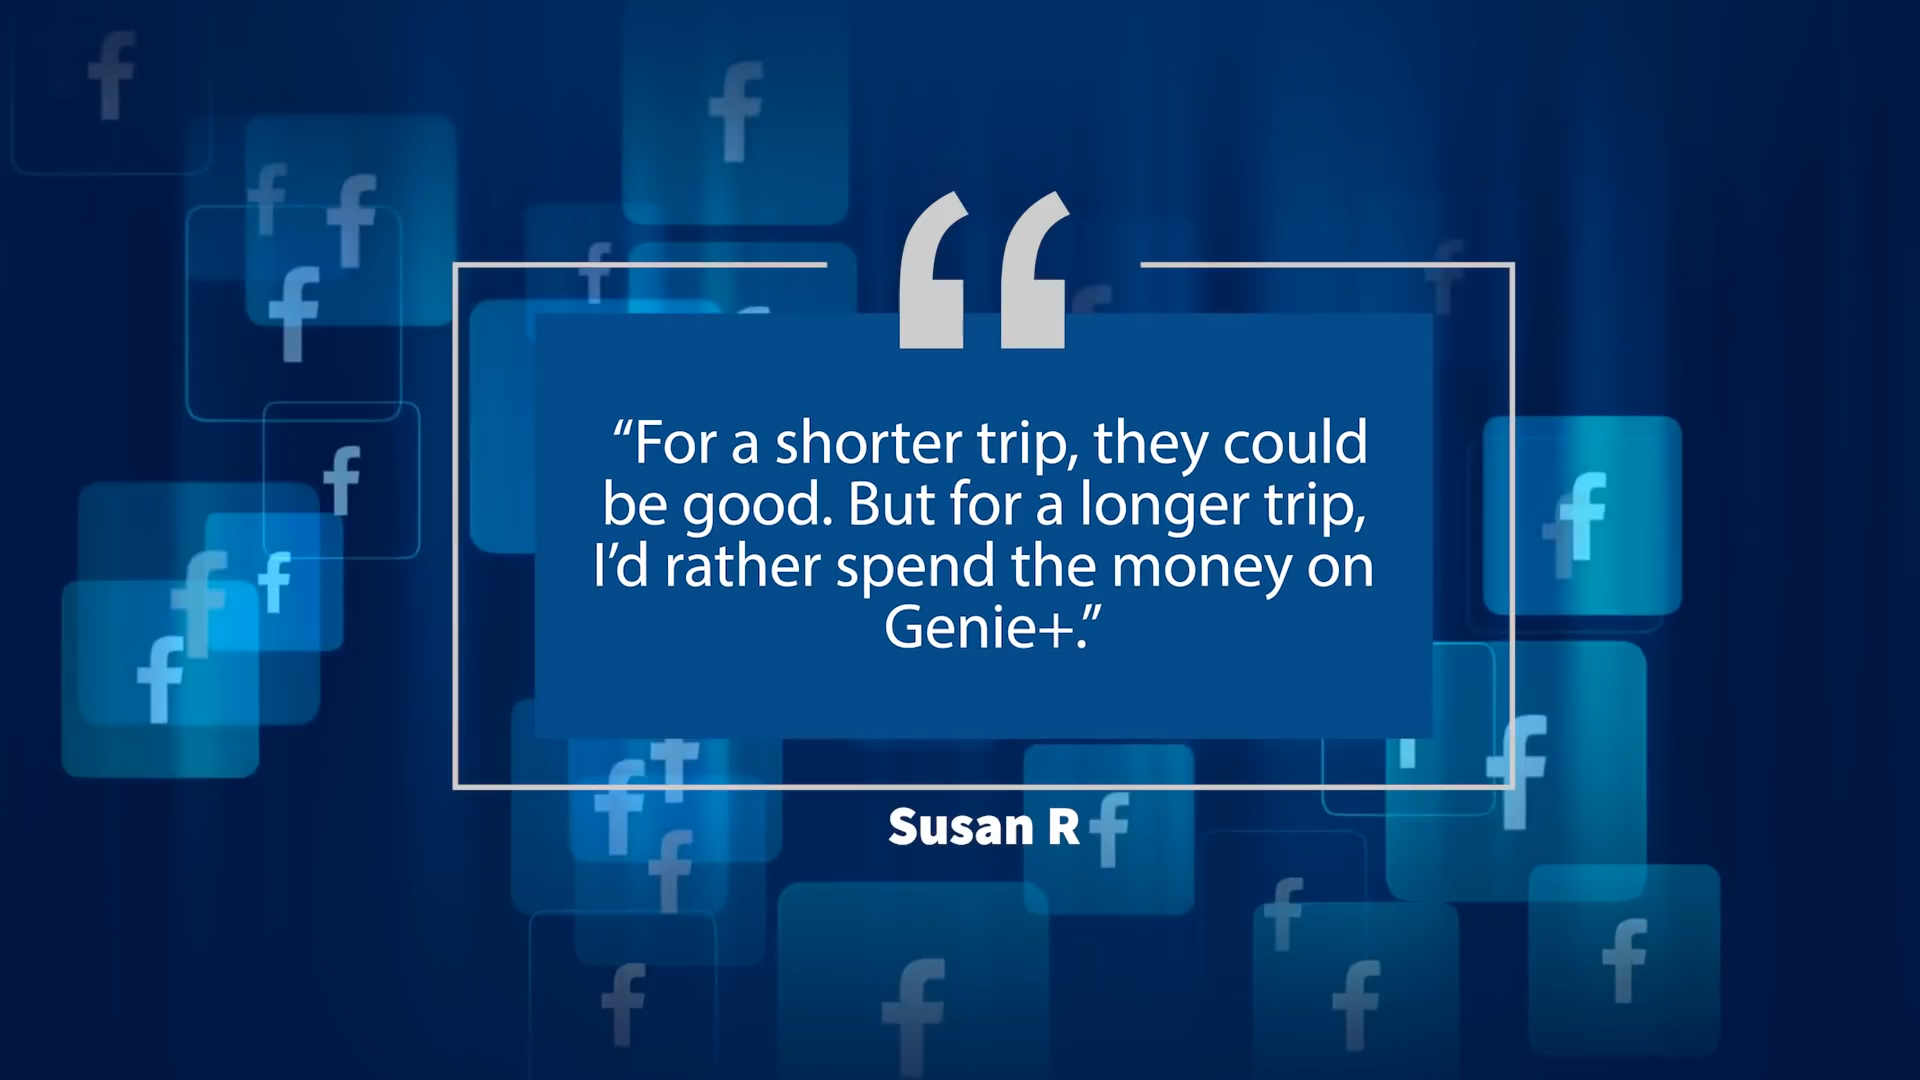 “For a shorter trip, they could
be good. But for a longer trip,
I’d rather spend the money on
Genie+.”
Susan R